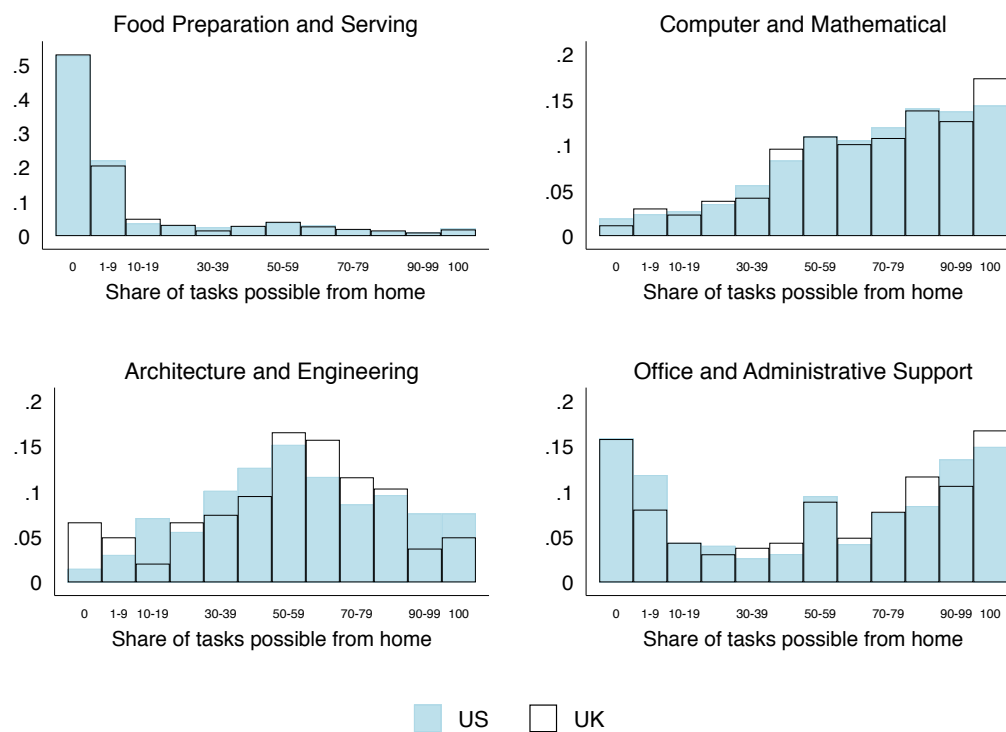 Food Preparation and Serving
.5
.4
.3
.2
.1
0
0 1-9 10-19 30-39 50-59 70-79 90-99 100
Share of tasks possible from home
Computer and Mathematical
.2
.15
.1
.05
0
0 1-9 10-19 30-39 50-59 70-79 90-99 100
Share of tasks possible from home
Architecture and Engineering
.2
.15
.1
.05
0
0 1-9 10-19 30-39 50-59 70-79 90-99 100
Share of tasks possible from home
Office and Administrative Support
.2
.15
.1
.05
0
0 1-9 10-19 30-39 50-59 70-79 90-99 100
Share of tasks possible from home
US UK